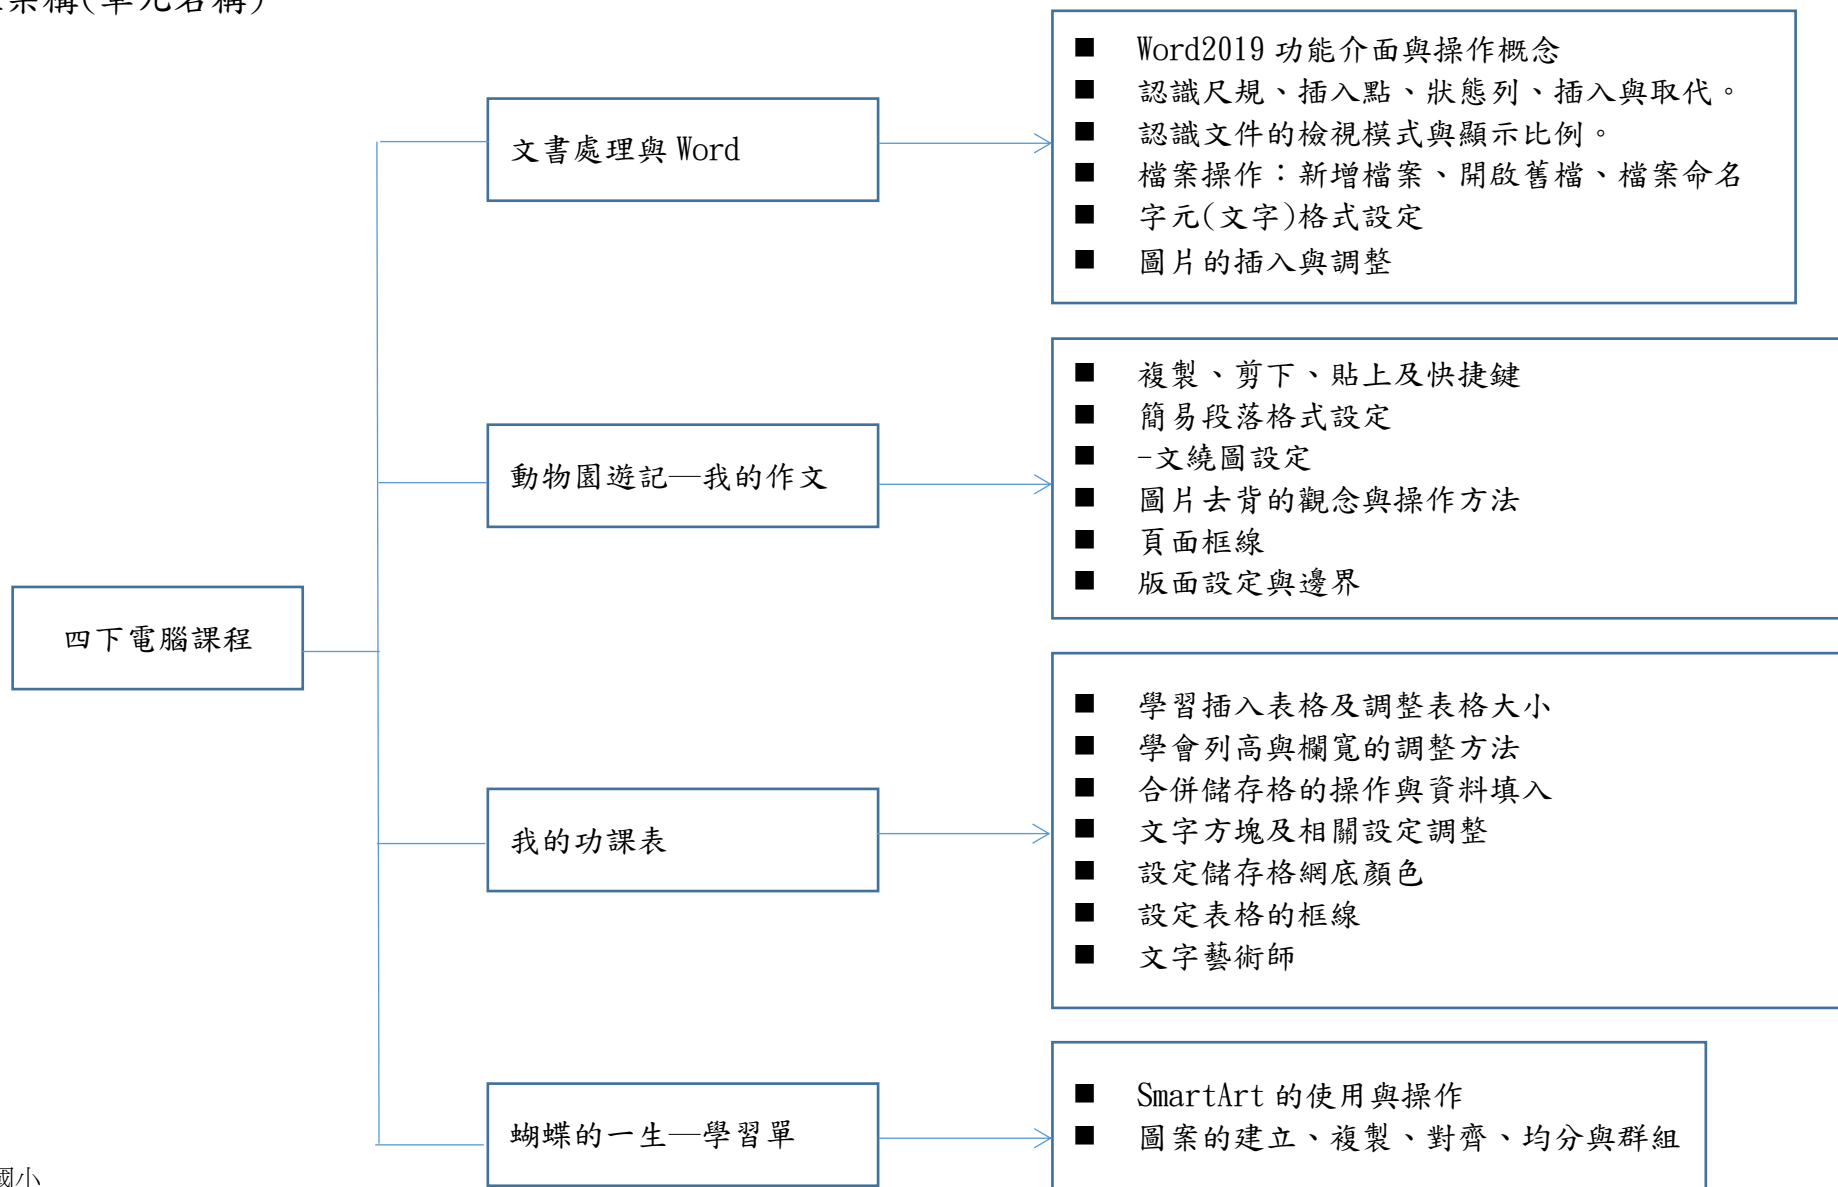 架構(單元名稱)
文書處理與 Word
■ Word2019 功能介面與操作概念
■ 認識尺規、插入點、狀態列、插入與取代。
■ 認識文件的檢視模式與顯示比例。
■ 檔案操作：新增檔案、開啟舊檔、檔案命名
■ 字元(文字)格式設定
■ 圖片的插入與調整
動物園遊記—我的作文
■ 複製、剪下、貼上及快捷鍵
■ 簡易段落格式設定
■ -文繞圖設定
■ 圖片去背的觀念與操作方法
■ 頁面框線
■ 版面設定與邊界
四下電腦課程
我的功課表
■ 學習插入表格及調整表格大小
■ 學會列高與欄寬的調整方法
■ 合併儲存格的操作與資料填入
■ 文字方塊及相關設定調整
■ 設定儲存格網底顏色
■ 設定表格的框線
■ 文字藝術師
蝴蝶的一生—學習單
■ SmartArt 的使用與操作
■ 圖案的建立、複製、對齊、均分與群組
國小